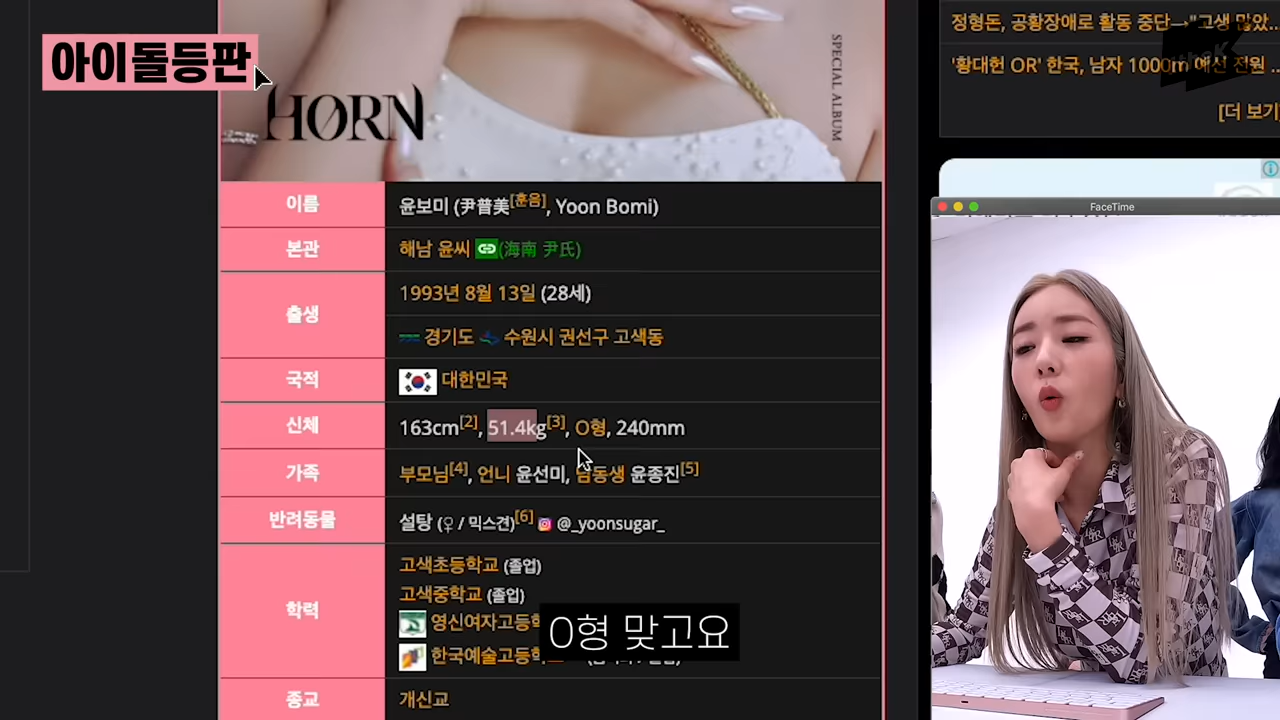 아이돌등판
HORN
SPECIAL ALBUM
정형돈, 공황장애로 활동 중단→"고생 많았..
'황대헌 OR' 한국, 남자 1000m 예선 전원 ..
[더 보기]
FaceTime
이름 윤보미 (尹普美[훈음], Yoon Bomi)
본관 해남 윤씨 (海南 尹氏)
출생 1993년 8월 13일 (28세)
경기도 수원시 권선구 고색동
국적 대한민국
신체 163cm[2], 51.4kg[3], O형, 240mm
가족 부모님[4], 언니 윤선미, 남동생 윤종진[5]
반려동물 설탕 (♀ / 믹스견)[6] @_yoonsugar_
학력 고색초등학교 (졸업)
고색중학교 (졸업)
영신여자고등학
한국예술고등학
O형 맞고요
종교 개신교